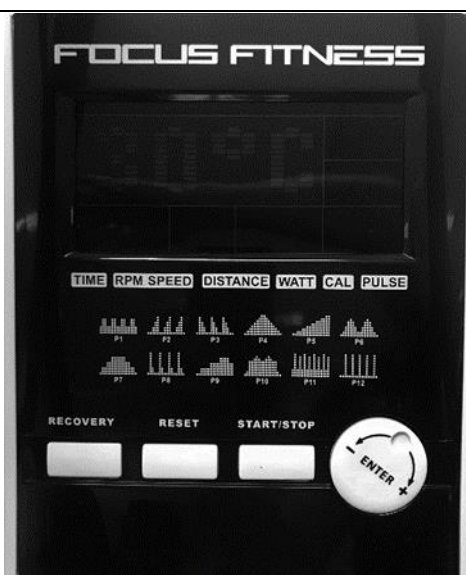 FOCUS FITNESS
TIME RPM SPEED DISTANCE WATT CAL PULSE
P1 P2 P3 P4 P5 P6
P7 P8 P9 P10 P11 P12
RECOVERY RESET START/STOP
- ENTER +